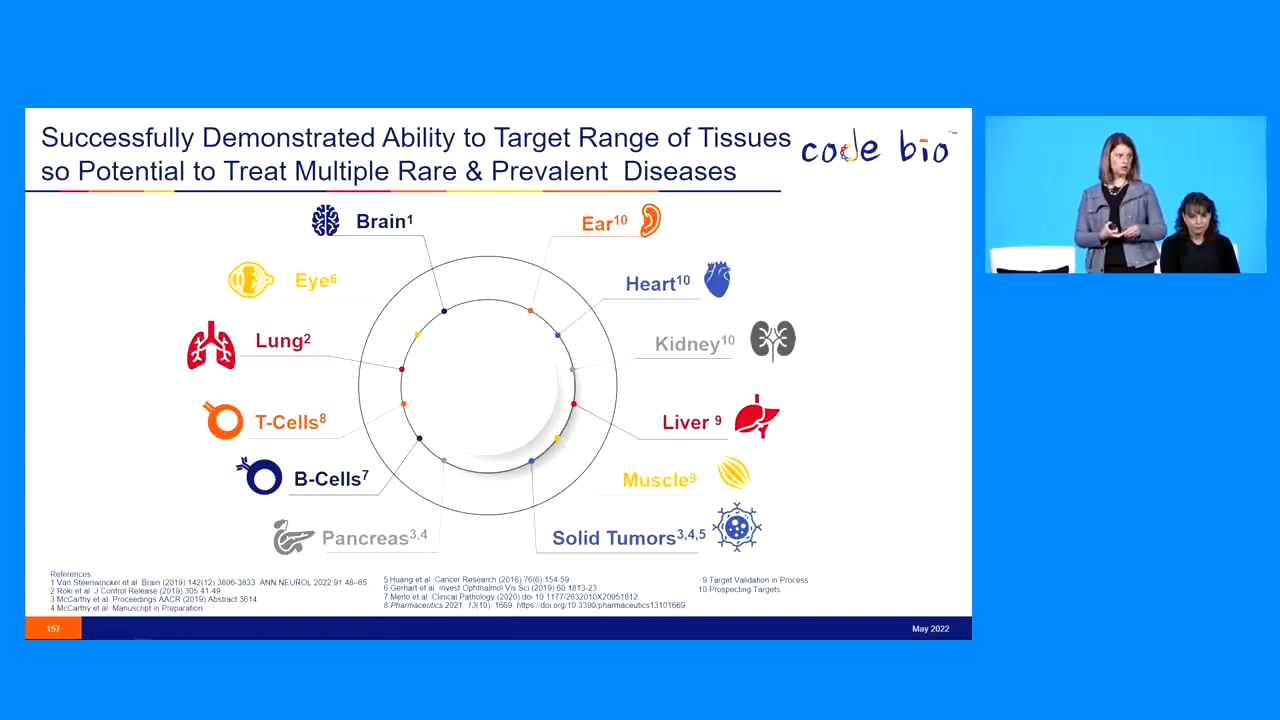 Successfully Demonstrated Ability to Target Range of Tissues
so Potential to Treat Multiple Rare & Prevalent Diseases
code bio™
Brain1
Ear10
Eye6
Heart10
Lung2
Kidney10
T-Cells8
Liver 9
B-Cells7
Muscle9
Pancreas3,4
Solid Tumors3,4,5
References
1 Van Steenwinckel et al Brain (2019) 142(12) 3806-3833 ANN NEUROL 2022 91 48–65.
2 Roki et al J Control Release (2019) 305 41-49
3 McCarthy et al Proceedings AACR (2019) Abstract 3614
4 McCarthy et al Manuscript in Preparation
5 Huang et al Cancer Research (2016) 76(6) 154-59
6 Gerhart et al invest Ophthalmol Vis Sci (2019) 60 1813-23
7 Merlo et al Clinical Pathology (2020) doi 10 1177/2632010X20951812
8 Pharmaceutics 2021 13(10) 1669 https://doi.org/10 3390/pharmaceutics13101669
9 Target Validation in Process
10 Prospecting Targets
157
May 2022